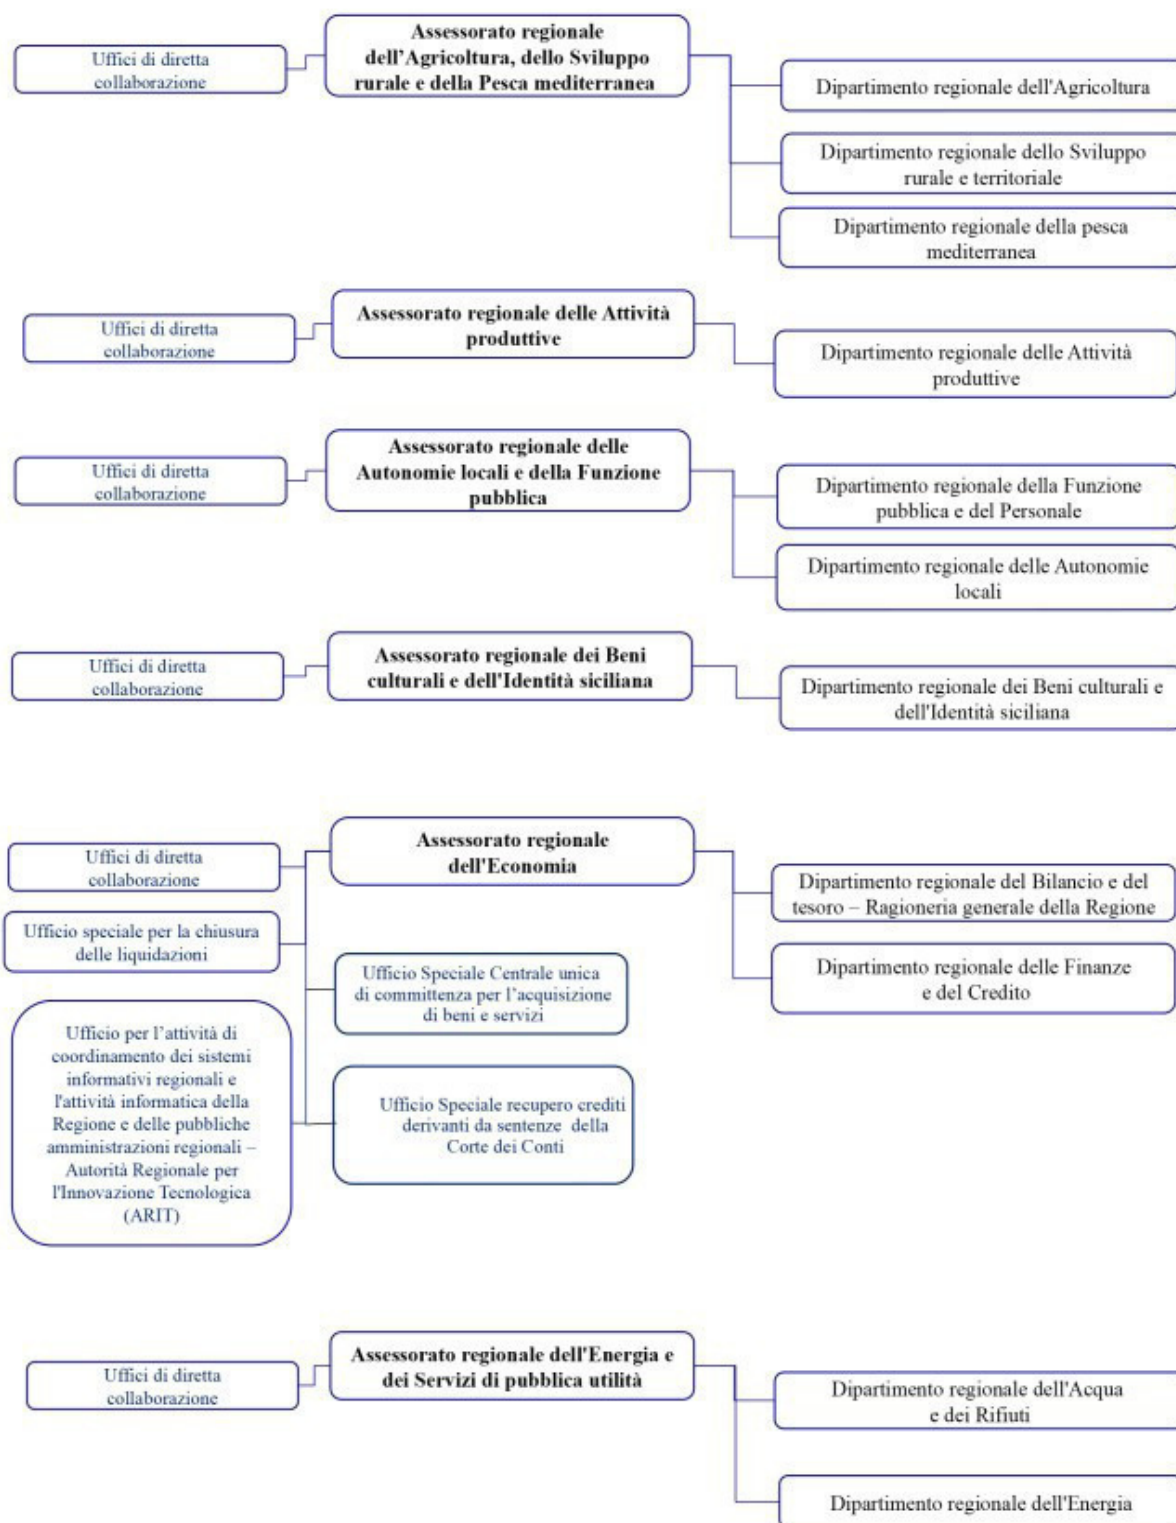 Assessorato regionale
dell'Agricoltura, dello Sviluppo
rurale e della Pesca mediterranea
Uffici di diretta
collaborazione
Dipartimento regionale dell'Agricoltura
Dipartimento regionale dello Sviluppo
rurale e territoriale
Dipartimento regionale della pesca
mediterranea
Assessorato regionale delle Attività
produttive
Uffici di diretta
collaborazione
Dipartimento regionale delle Attività
produttive
Assessorato regionale delle
Autonomie locali e della Funzione
pubblica
Uffici di diretta
collaborazione
Dipartimento regionale della Funzione
pubblica e del Personale
Dipartimento regionale delle Autonomie
locali
Assessorato regionale dei Beni
culturali e dell'Identità siciliana
Uffici di diretta
collaborazione
Dipartimento regionale dei Beni culturali e
dell'Identità siciliana
Assessorato regionale
dell'Economia
Uffici di diretta
collaborazione
Dipartimento regionale del Bilancio e del
tesoro – Ragioneria generale della Regione
Ufficio speciale per la chiusura
delle liquidazioni
Dipartimento regionale delle Finanze
e del Credito
Ufficio Speciale Centrale unica
di committenza per l'acquisizione
di beni e servizi
Ufficio per l'attività di
coordinamento dei sistemi
informativi regionali e
l'attività informatica della
Regione e delle pubbliche
amministrazioni regionali –
Autorità Regionale per
l'Innovazione Tecnologica
(ARIT)
Ufficio Speciale recupero crediti
derivanti da sentenze della
Corte dei Conti
Assessorato regionale dell'Energia e
dei Servizi di pubblica utilità
Uffici di diretta
collaborazione
Dipartimento regionale dell'Acqua
e dei Rifiuti
Dipartimento regionale dell'Energia